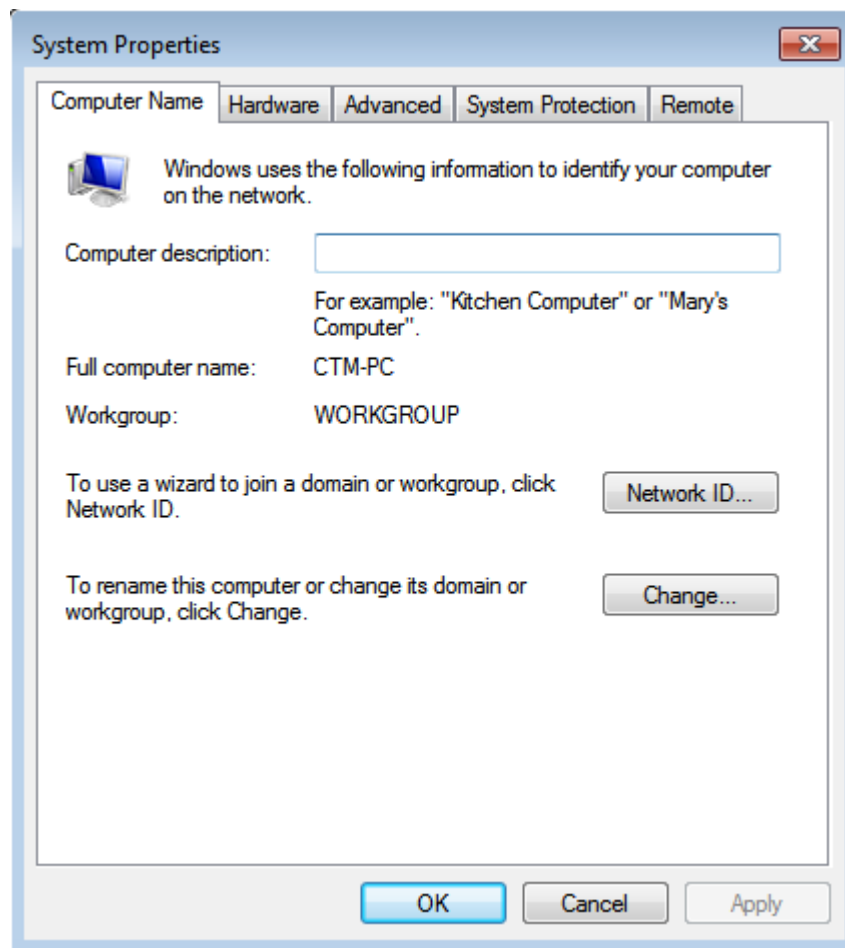 System Properties
Computer Name Hardware Advanced System Protection Remote
Windows uses the following information to identify your computer
on the network.
Computer description:
For example: "Kitchen Computer" or "Mary's
Computer".
Full computer name: CTM-PC
Workgroup: WORKGROUP
To use a wizard to join a domain or workgroup, click
Network ID.
Network ID...
To rename this computer or change its domain or
workgroup, click Change.
Change...
OK Cancel Apply